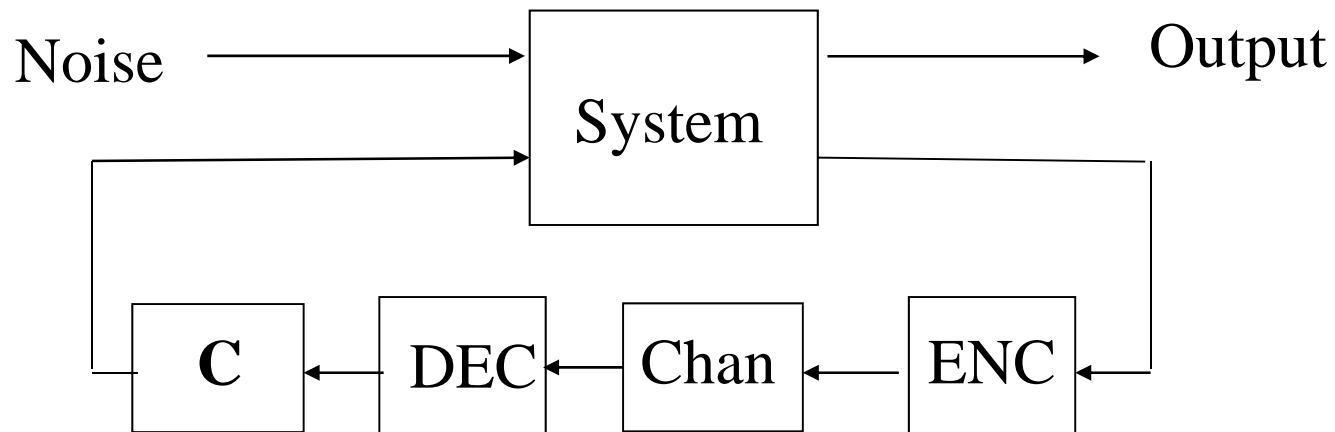 Noise
System
Output
C
DEC
Chan
ENC